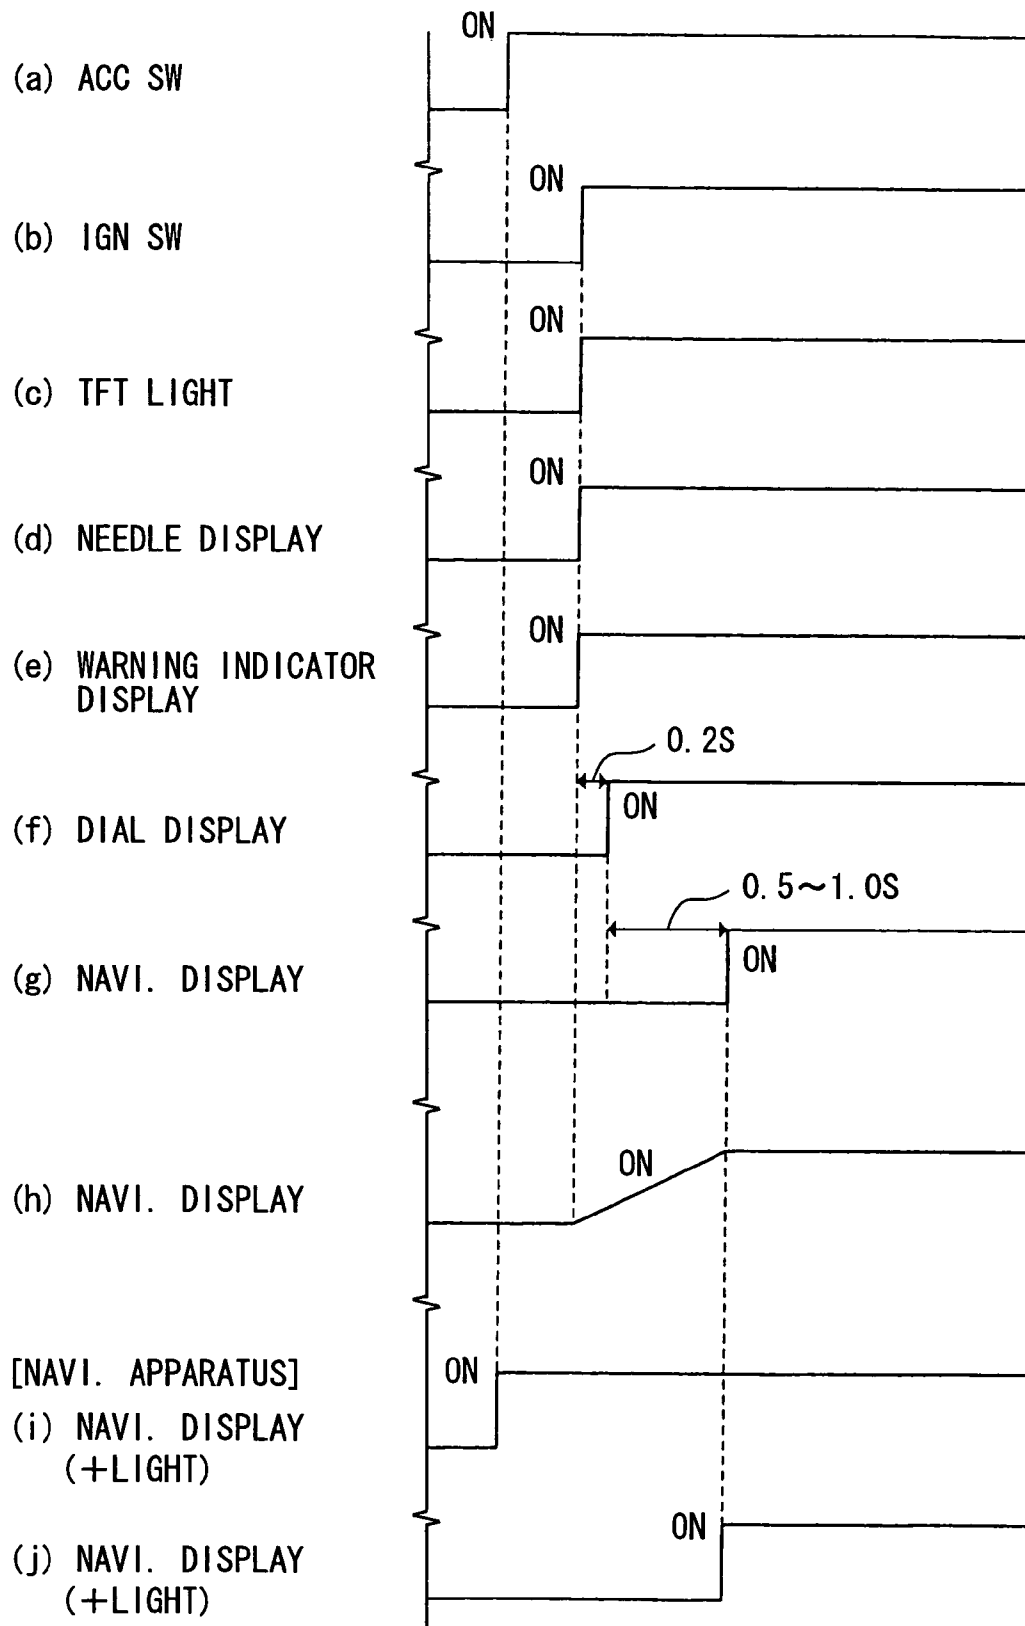 ON
(a) ACC SW
ON
(b) IGN SW
ON
(c) TFT LIGHT
ON
(d) NEEDLE DISPLAY
ON
(e) WARNING INDICATOR
DISPLAY
0.2S
ON
(f) DIAL DISPLAY
0.5〜1.0S
ON
(g) NAVI. DISPLAY
ON
(h) NAVI. DISPLAY
[NAVI. APPARATUS]
ON
(i) NAVI. DISPLAY
(+LIGHT)
ON
(j) NAVI. DISPLAY
(+LIGHT)